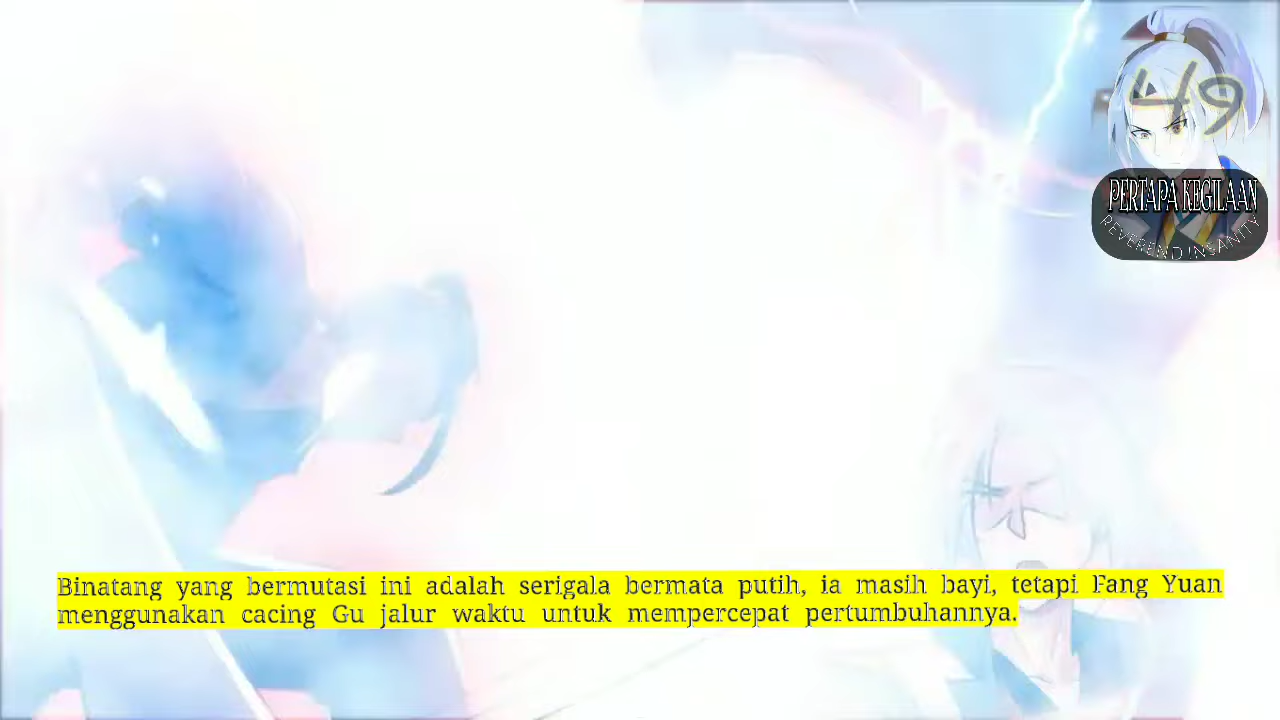 49
PERTAPA KEGILAAN
REVEREND INSANITY
Binatang yang bermutasi ini adalah serigala bermata putih, ia masih bayi, tetapi Fang Yuan
menggunakan cacing Gu jalur waktu untuk mempercepat pertumbuhannya.